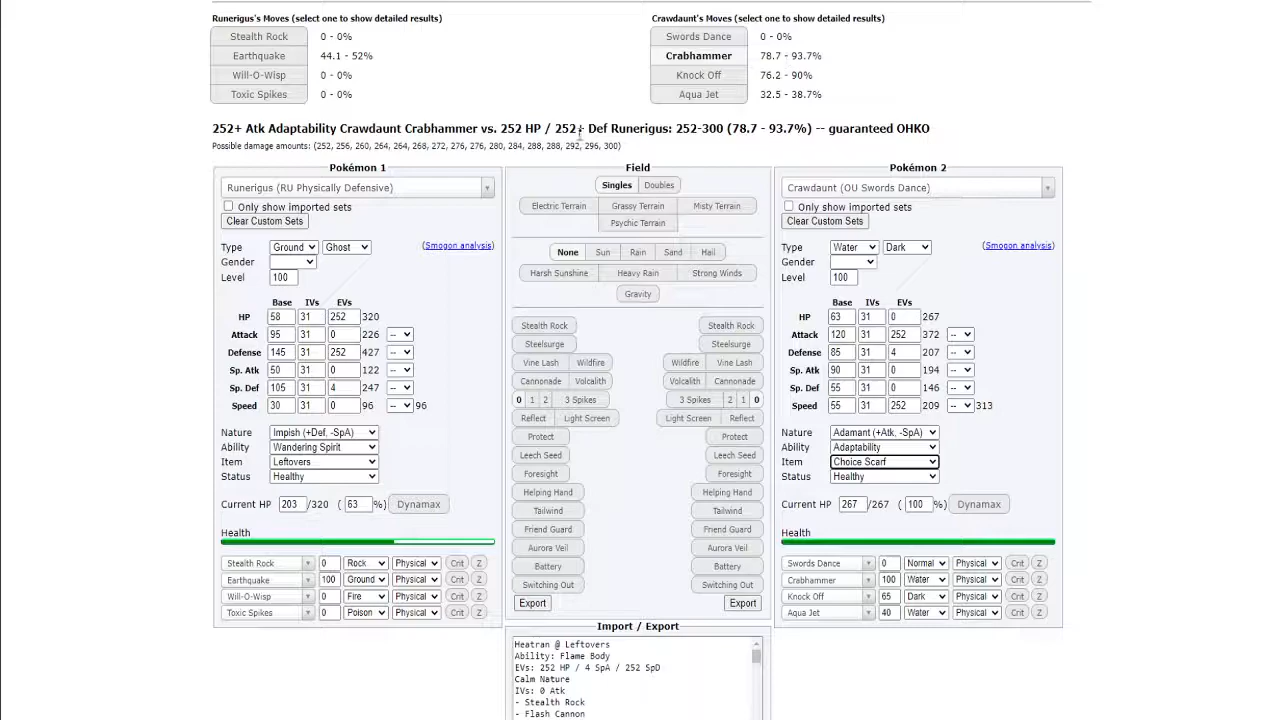 Runerigus's Moves (select one to show detailed results) Crawdaunt's Moves (select one to show detailed results)
Stealth Rock 0 - 0% Swords Dance 0 - 0%
Earthquake 44.1 - 52% Crabhammer 78.7 - 93.7%
Will-O-Wisp 0 - 0% Knock Off 76.2 - 90%
Toxic Spikes 0 - 0% Aqua Jet 32.5 - 38.7%
252+ Atk Adaptability Crawdaunt Crabhammer vs. 252 HP / 252+ Def Runerigus: 252-300 (78.7 - 93.7%) -- guaranteed OHKO
Possible damage amounts: (252, 256, 260, 264, 264, 268, 272, 276, 276, 280, 284, 288, 288, 292, 296, 300)
Pokémon 1
Runerigus (RU Physically Defensive)
Only show imported sets
Clear Custom Sets
Type Ground Ghost (Smogon analysis)
Gender
Level 100
Base IVs EVs
HP 58 31 252 320
Attack 95 31 0 226 --
Defense 145 31 252 427 --
Sp. Atk 50 31 0 122 --
Sp. Def 105 31 4 247 --
Speed 30 31 0 96 -- 96
Nature Impish (+Def, -SpA)
Ability Wandering Spirit
Item Leftovers
Status Healthy
Current HP 203 /320 ( 63 %) Dynamax
Health
Stealth Rock 0 Rock Physical Crit Z
Earthquake 100 Ground Physical Crit Z
Will-O-Wisp 0 Fire Physical Crit Z
Toxic Spikes 0 Poison Physical Crit Z
Field
Singles Doubles
Electric Terrain Grassy Terrain Misty Terrain
Psychic Terrain
None Sun Rain Sand Hail
Harsh Sunshine Heavy Rain Strong Winds
Gravity
Stealth Rock Stealth Rock
Steelsurge Steelsurge
Vine Lash Wildfire Wildfire Vine Lash
Cannonade Volcalith Volcalith Cannonade
0 1 2 3 Spikes 3 Spikes 2 1 0
Reflect Light Screen Light Screen Reflect
Protect Protect
Leech Seed Leech Seed
Foresight Foresight
Helping Hand Helping Hand
Tailwind Tailwind
Friend Guard Friend Guard
Aurora Veil Aurora Veil
Battery Battery
Switching Out Switching Out
Export Export
Import / Export
Heatran @ Leftovers
Ability: Flame Body
EVs: 252 HP / 4 SpA / 252 SpD
Calm Nature
IVs: 0 Atk
- Stealth Rock
- Flash Cannon
Pokémon 2
Crawdaunt (OU Swords Dance)
Only show imported sets
Clear Custom Sets
Type Water Dark (Smogon analysis)
Gender
Level 100
Base IVs EVs
HP 63 31 0 267
Attack 120 31 252 372 --
Defense 85 31 4 207 --
Sp. Atk 90 31 0 194 --
Sp. Def 55 31 0 146 --
Speed 55 31 252 209 -- 313
Nature Adamant (+Atk, -SpA)
Ability Adaptability
Item Choice Scarf
Status Healthy
Current HP 267 /267 ( 100 %) Dynamax
Health
Swords Dance 0 Normal Physical Crit Z
Crabhammer 100 Water Physical Crit Z
Knock Off 65 Dark Physical Crit Z
Aqua Jet 40 Water Physical Crit Z